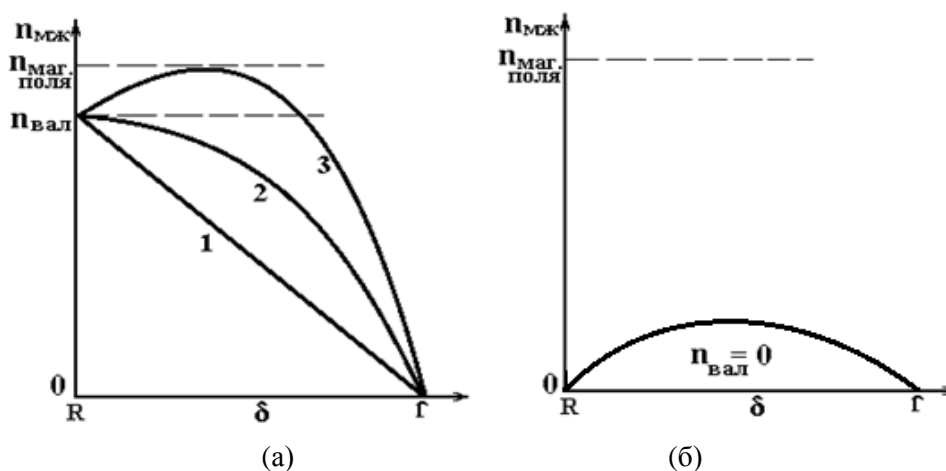 nмж
nмаг.
поля
nвал
1
2
3
0
R
δ
r
(а)
nмж
nмаг.
поля
nвал = 0
0
R
δ
r
(б)